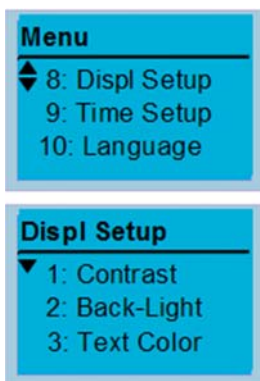 Menu
8: Displ Setup
9: Time Setup
10: Language
Displ Setup
1: Contrast
2: Back-Light
3: Text Color